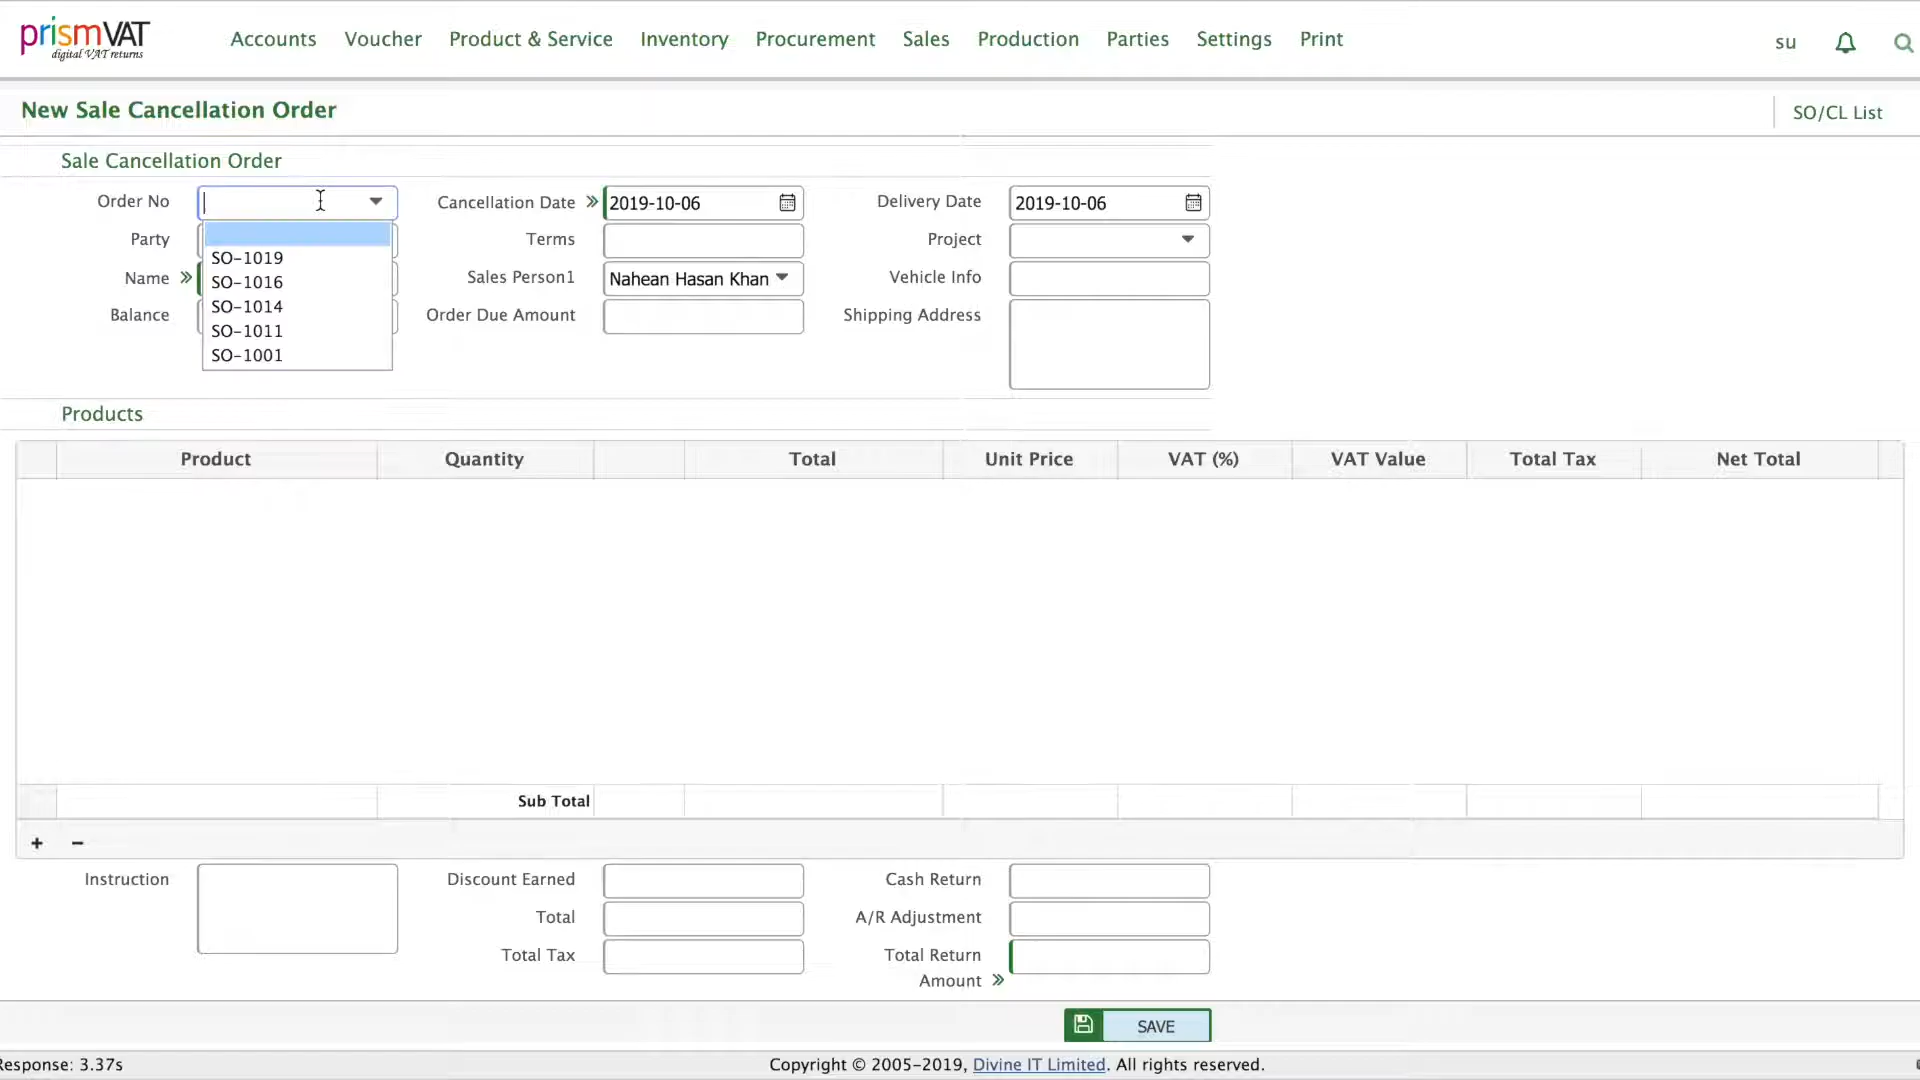 prismVAT
digital VAT returns
Accounts Voucher Product & Service Inventory Procurement Sales Production Parties Settings Print
su
New Sale Cancellation Order
SO/CL List
Sale Cancellation Order
Order No
Cancellation Date » 2019-10-06
Delivery Date 2019-10-06
Party
Terms
Project
Name »
Sales Person1 Nahean Hasan Khan
Vehicle Info
Balance
Order Due Amount
Shipping Address
SO-1019
SO-1016
SO-1014
SO-1011
SO-1001
Products
Product Quantity Total Unit Price VAT (%) VAT Value Total Tax Net Total
Sub Total
+ −
Instruction
Discount Earned
Cash Return
Total
A/R Adjustment
Total Tax
Total Return
Amount »
SAVE
Response: 3.37s
Copyright © 2005-2019, Divine IT Limited. All rights reserved.